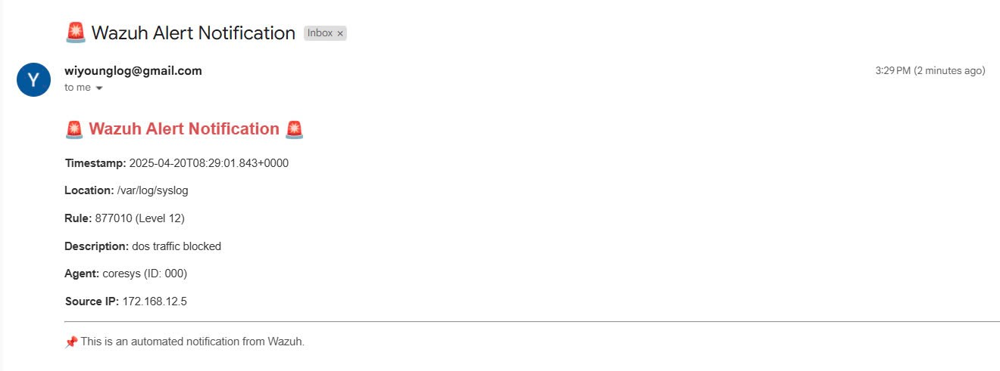 🚨 Wazuh Alert Notification Inbox ×
Y
wiyounglog@gmail.com 3:29 PM (2 minutes ago)
to me
🚨 Wazuh Alert Notification 🚨
Timestamp: 2025-04-20T08:29:01.843+0000
Location: /var/log/syslog
Rule: 877010 (Level 12)
Description: dos traffic blocked
Agent: coresys (ID: 000)
Source IP: 172.168.12.5
📌 This is an automated notification from Wazuh.